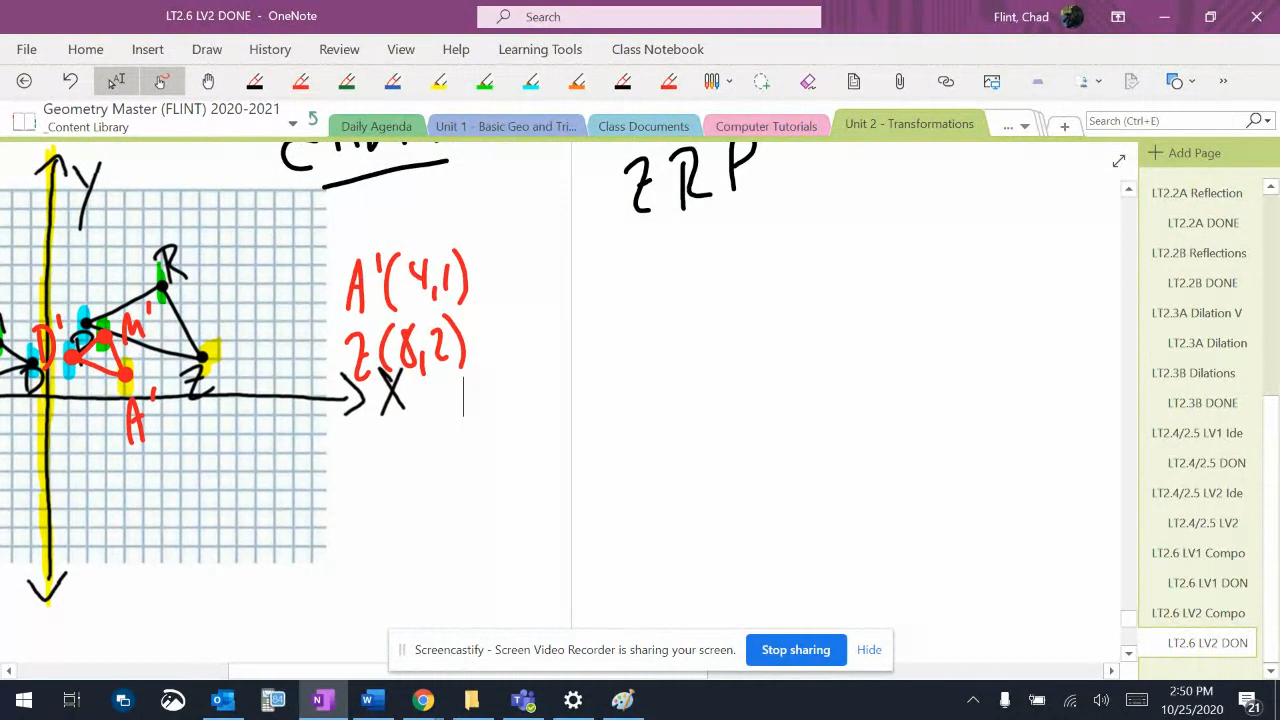 LT2.6 LV2 DONE - OneNote
Search
Flint, Chad
File Home Insert History Draw Review View Help Learning Tools Class Notebook
Geometry Master (FLINT) 2020-2021
_Content Library
Daily Agenda
Unit 1 - Basic Geo and Tri...
Class Documents
Computer Tutorials
Unit 2 - Transformations
...
Search (Ctrl+E)
Add Page
LT2.2A Reflection
LT2.2A DONE
LT2.2B Reflections
LT2.2B DONE
LT2.3A Dilation V
LT2.3A Dilation
LT2.3B Dilations
LT2.3B DONE
LT2.4/2.5 LV1 Ide
LT2.4/2.5 DON
LT2.4/2.5 LV2 Ide
LT2.4/2.5 LV2
LT2.6 LV1 Compo
LT2.6 LV1 DON
LT2.6 LV2 Compo
LT2.6 LV2 DON
ZRP
Y
R
D' M'
D
Z
A'
X
A'(4,1)
Z(8,2)
Screencastify - Screen Video Recorder is sharing your screen.
Stop sharing
Hide
2:50 PM
10/25/2020
21